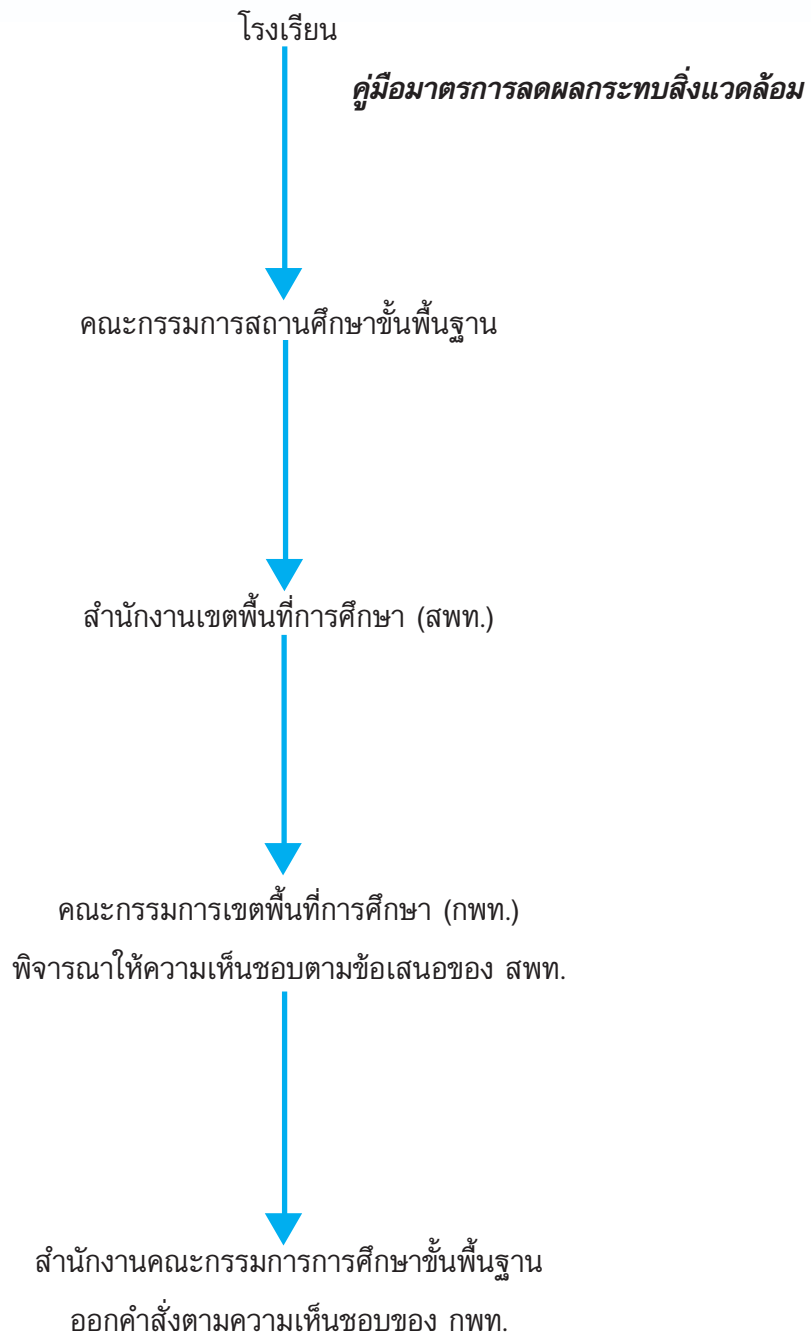 โรงเรียน
คู่มือมาตรการลดผลกระทบสิ่งแวดล้อม
คณะกรรมการสถานศึกษาขั้นพื้นฐาน
สำนักงานเขตพื้นที่การศึกษา (สพท.)
คณะกรรมการเขตพื้นที่การศึกษา (กพท.)
พิจารณาให้ความเห็นชอบตามข้อเสนอของ สพท.
สำนักงานคณะกรรมการการศึกษาขั้นพื้นฐาน
ออกคำสั่งตามความเห็นชอบของ กพท.